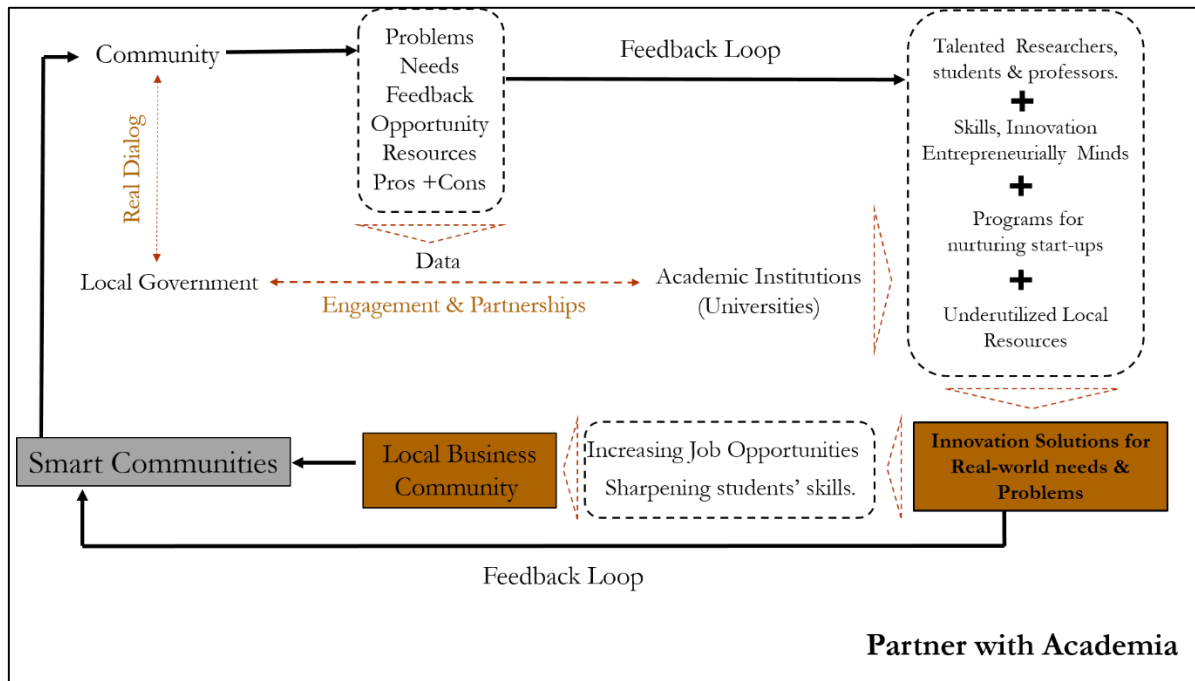 Community
Problems
Needs
Feedback
Opportunity
Resources
Pros +Cons
Feedback Loop
Talented Researchers,
students & professors.
+
Skills, Innovation
Entrepreneurially Minds
+
Programs for
nurturing start-ups
+
Underutilized Local
Resources
Real Dialog
Local Government
Data
Engagement & Partnerships
Academic Institutions
(Universities)
Smart Communities
Local Business
Community
Increasing Job Opportunities
Sharpening students’ skills.
Innovation Solutions for
Real-world needs &
Problems
Feedback Loop
Partner with Academia